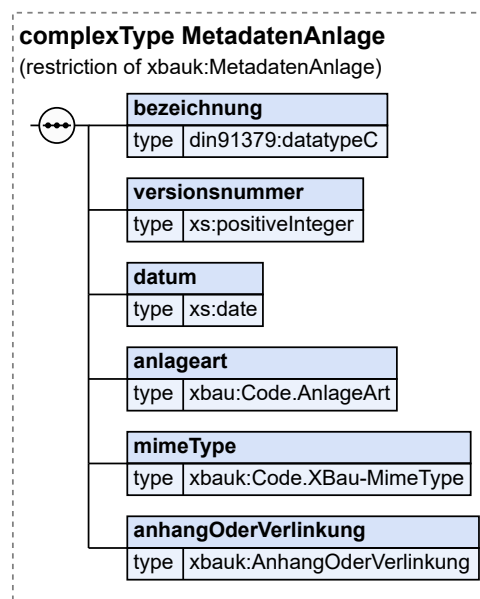 complexType MetadatenAnlage
(restriction of xbauk:MetadatenAnlage)
bezeichnung
type din91379:datatypeC
versionsnummer
type xs:positiveInteger
datum
type xs:date
anlageart
type xbau:Code.AnlageArt
mimeType
type xbauk:Code.XBau-MimeType
anhangOderVerlinkung
type xbauk:AnhangOderVerlinkung